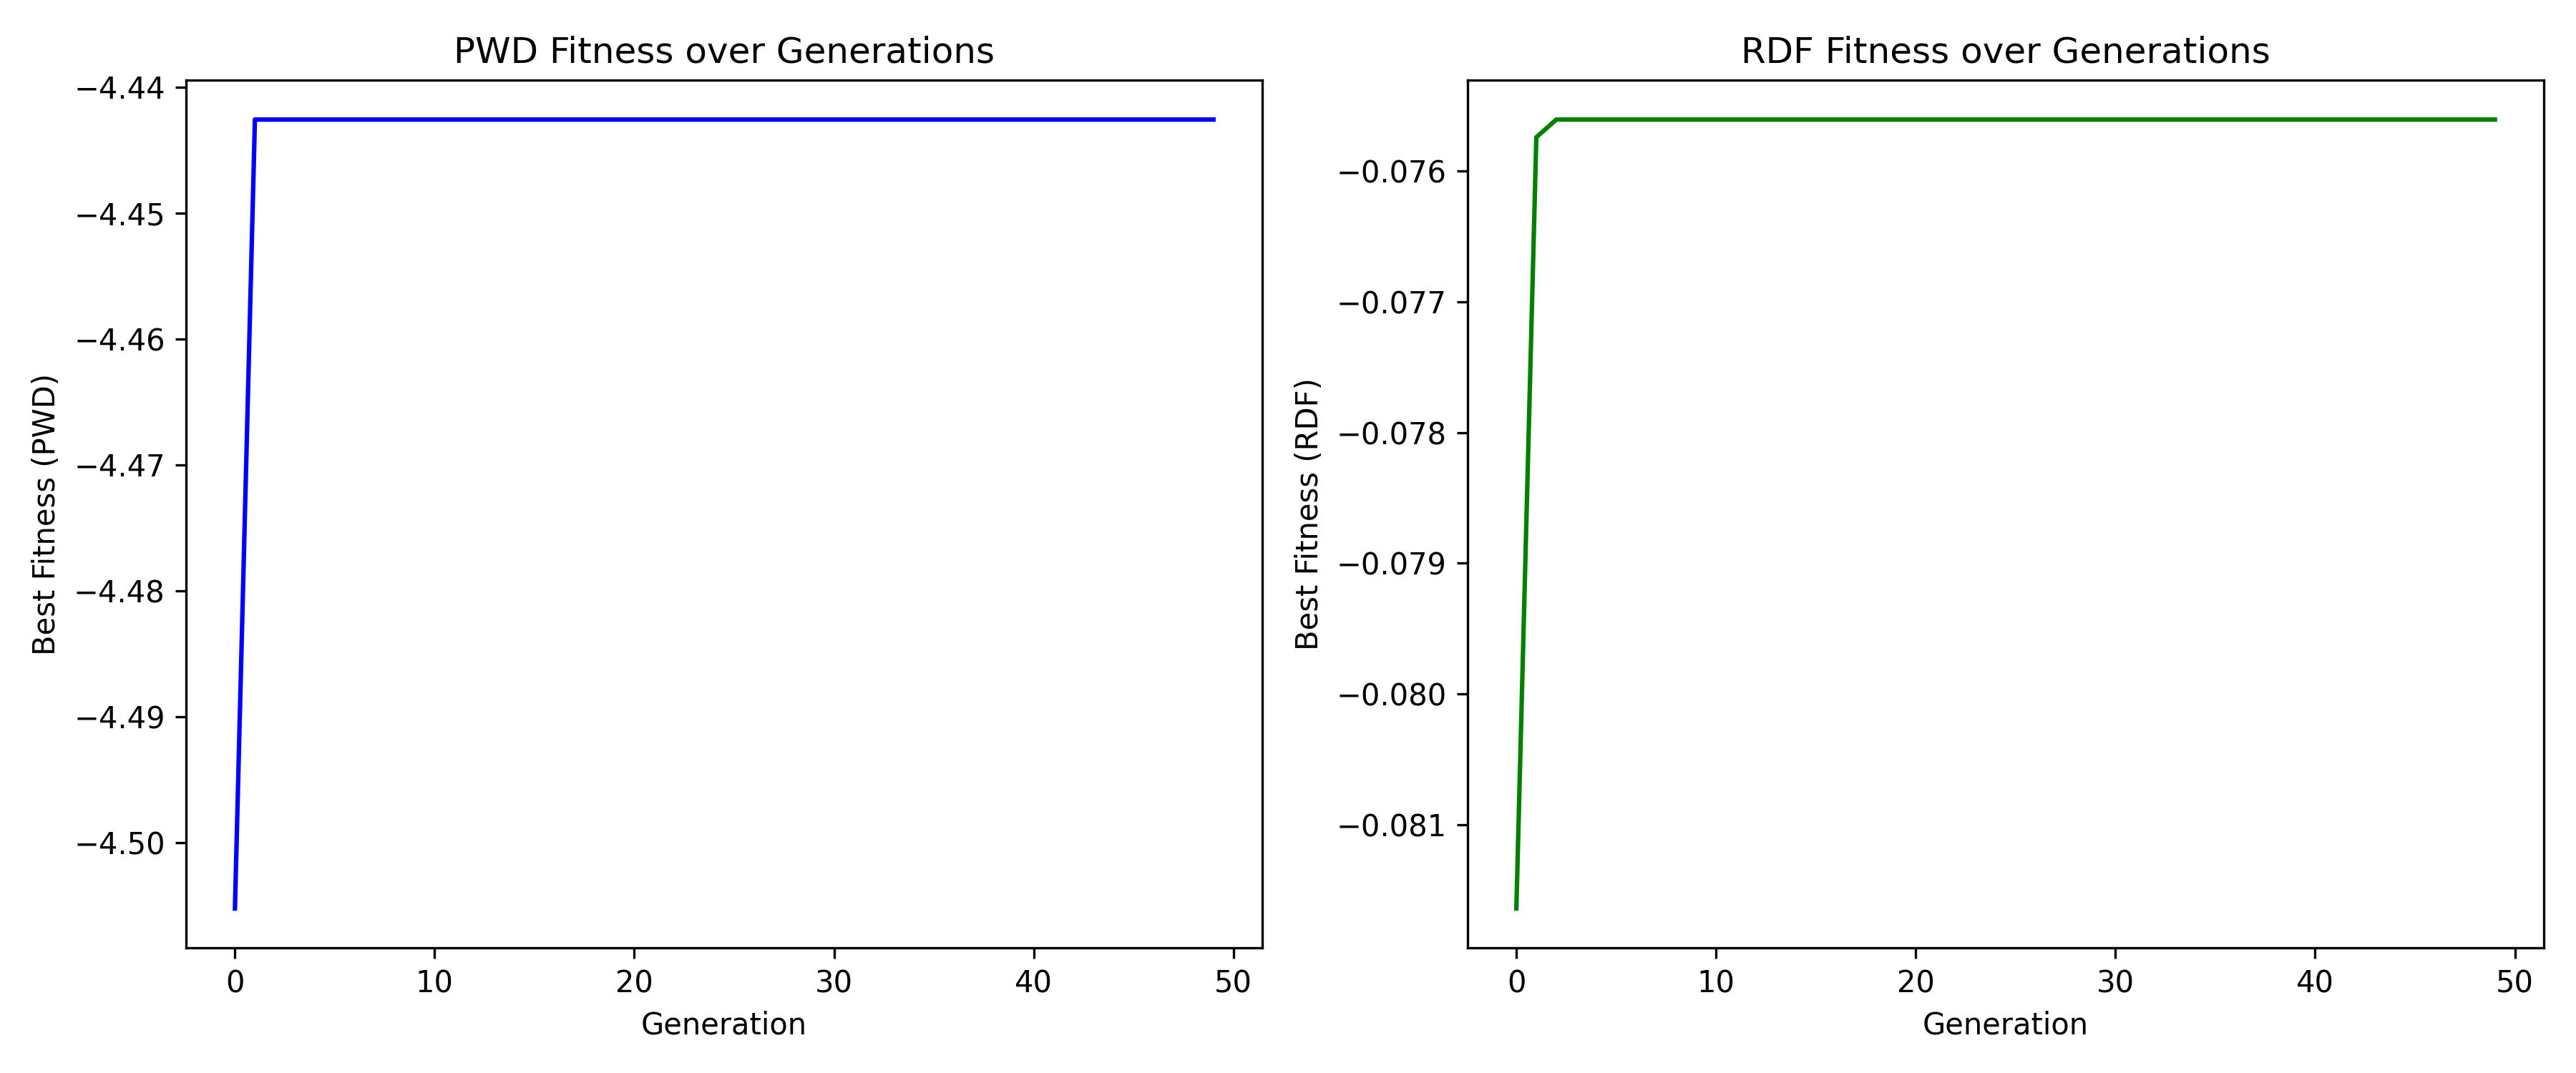 PWD Fitness over Generations
Best Fitness (PWD)
−4.44
−4.45
−4.46
−4.47
−4.48
−4.49
−4.50
0 10 20 30 40 50
Generation
RDF Fitness over Generations
Best Fitness (RDF)
−0.076
−0.077
−0.078
−0.079
−0.080
−0.081
0 10 20 30 40 50
Generation